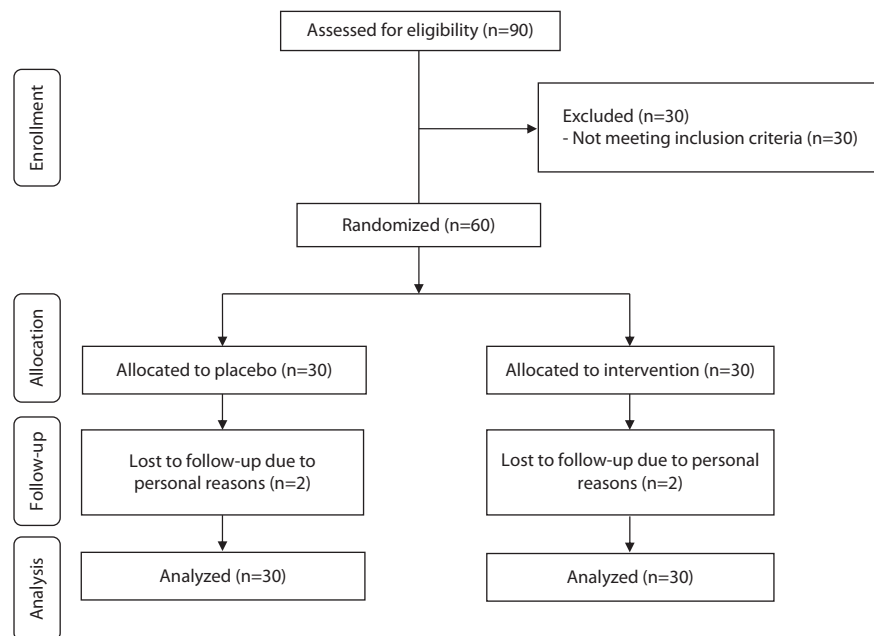 Assessed for eligibility (n=90)
Enrollment
Excluded (n=30)
- Not meeting inclusion criteria (n=30)
Randomized (n=60)
Allocation
Allocated to placebo (n=30)
Allocated to intervention (n=30)
Follow-up
Lost to follow-up due to
personal reasons (n=2)
Lost to follow-up due to personal
reasons (n=2)
Analysis
Analyzed (n=30)
Analyzed (n=30)